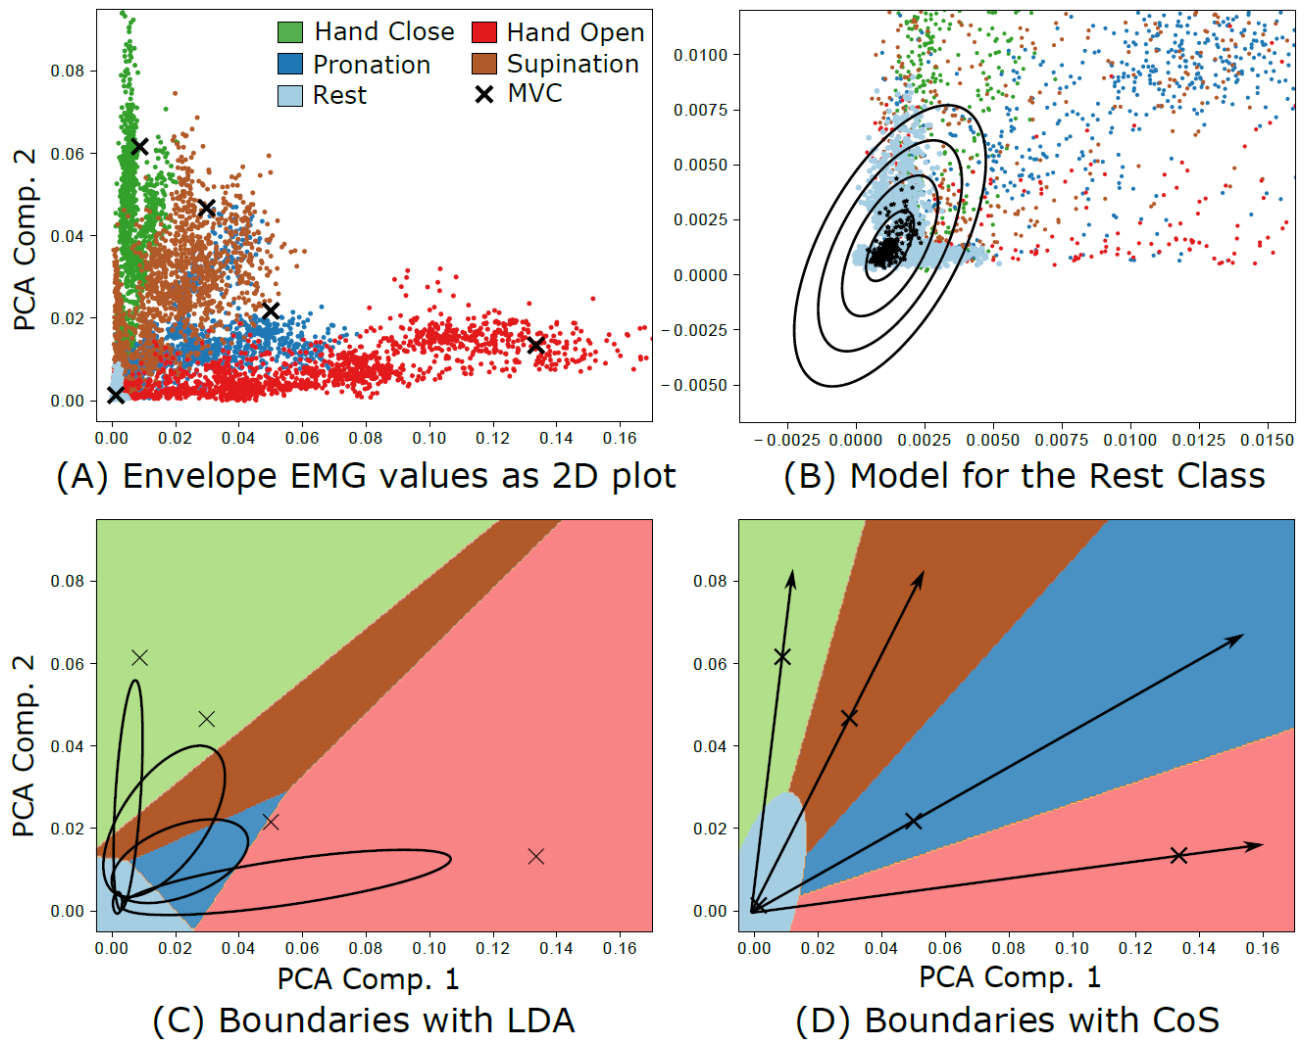 Hand Close
Hand Open
Pronation
Supination
Rest
MVC
PCA Comp. 2
0.08
0.06
0.04
0.02
0.00
0.00 0.02 0.04 0.06 0.08 0.10 0.12 0.14 0.16
(A) Envelope EMG values as 2D plot
0.0100
0.0075
0.0050
0.0025
0.0000
−0.0025
−0.0050
−0.0025 0.0000 0.0025 0.0050 0.0075 0.0100 0.0125 0.0150
(B) Model for the Rest Class
PCA Comp. 2
0.08
0.06
0.04
0.02
0.00
0.00 0.02 0.04 0.06 0.08 0.10 0.12 0.14 0.16
PCA Comp. 1
(C) Boundaries with LDA
0.08
0.06
0.04
0.02
0.00
0.00 0.02 0.04 0.06 0.08 0.10 0.12 0.14 0.16
PCA Comp. 1
(D) Boundaries with CoS